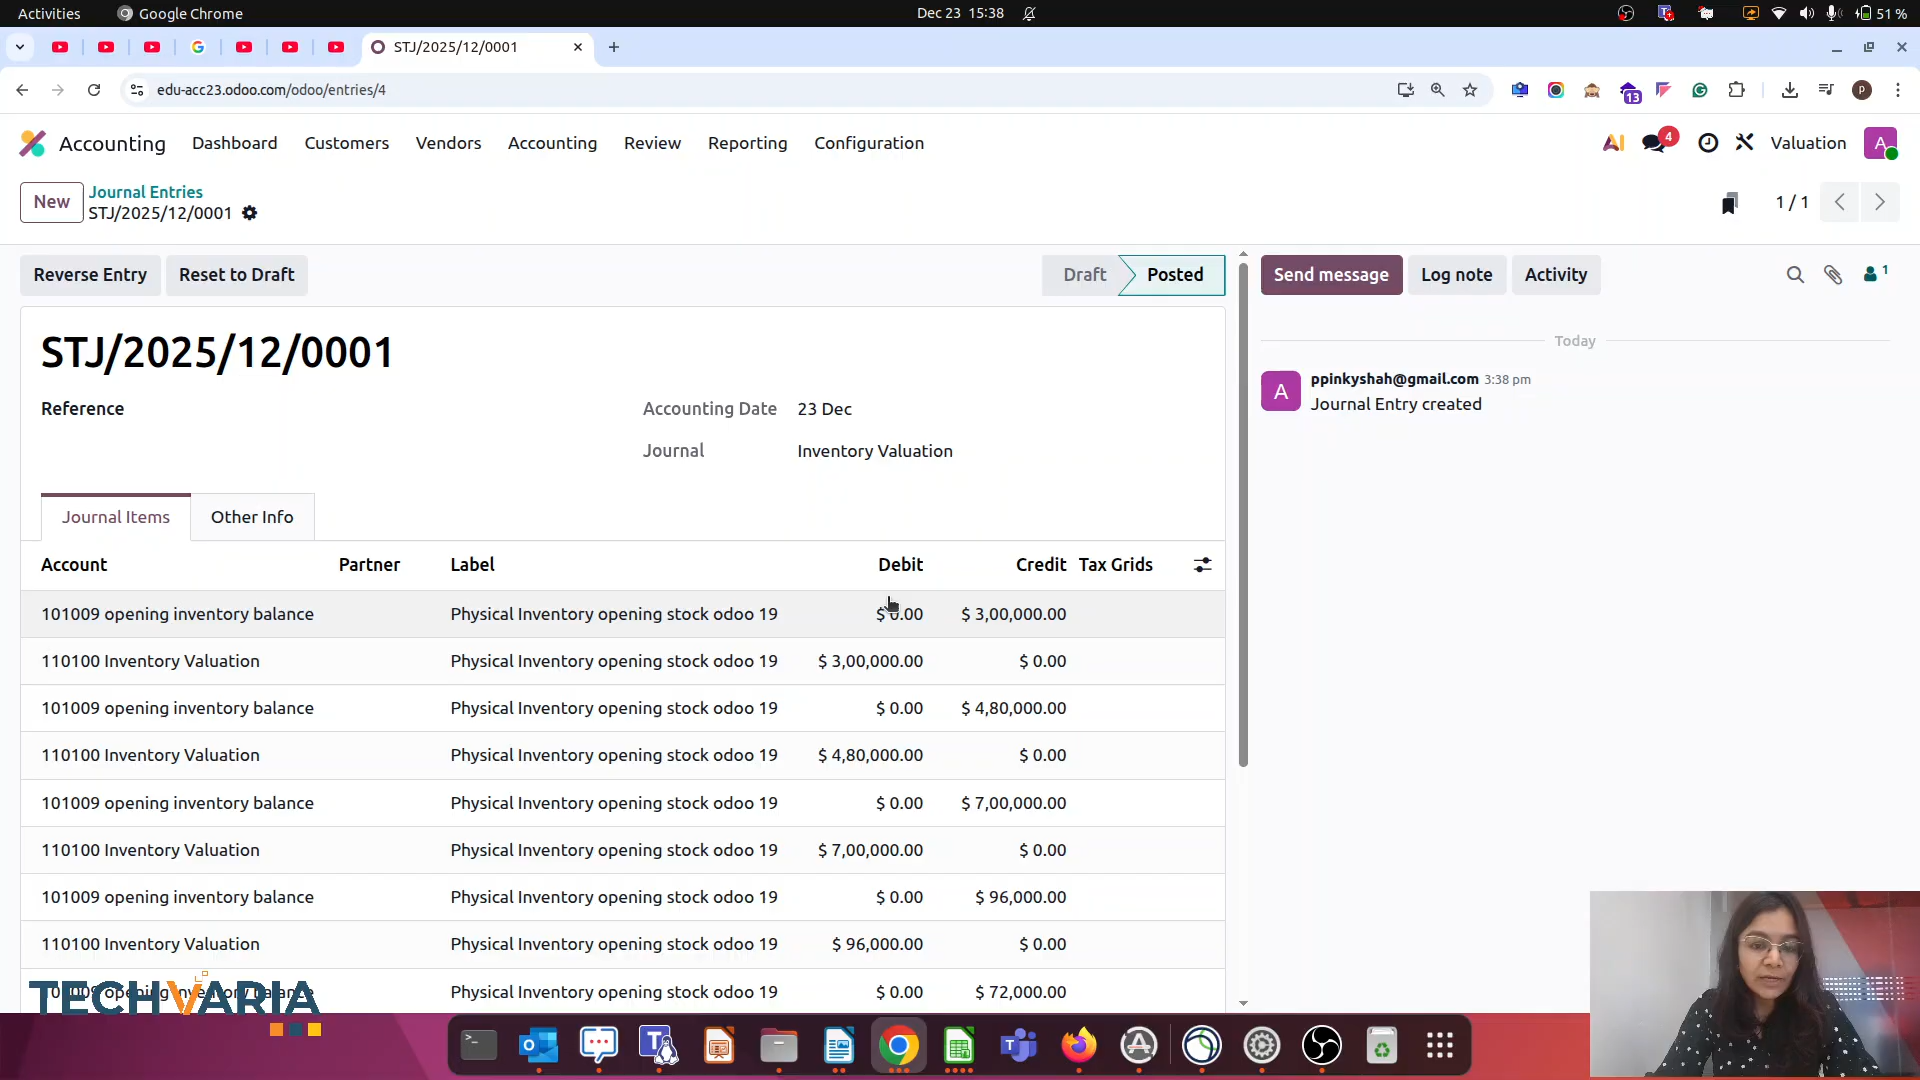 Activities
Google Chrome
Dec 23 15:38
51 %
STJ/2025/12/0001
edu-acc23.odoo.com/odoo/entries/4
13
p
Accounting
Dashboard
Customers
Vendors
Accounting
Review
Reporting
Configuration
AI
4
Valuation
A
New
Journal Entries
STJ/2025/12/0001
1 / 1
Reverse Entry
Reset to Draft
Draft
Posted
Send message
Log note
Activity
1
STJ/2025/12/0001
Today
Reference
Accounting Date 23 Dec
Journal Inventory Valuation
A
ppinkyshah@gmail.com 3:38 pm
Journal Entry created
Journal Items
Other Info
Account Partner Label Debit Credit Tax Grids
101009 opening inventory balance Physical Inventory opening stock odoo 19 $ 0.00 $ 3,00,000.00
110100 Inventory Valuation Physical Inventory opening stock odoo 19 $ 3,00,000.00 $ 0.00
101009 opening inventory balance Physical Inventory opening stock odoo 19 $ 0.00 $ 4,80,000.00
110100 Inventory Valuation Physical Inventory opening stock odoo 19 $ 4,80,000.00 $ 0.00
101009 opening inventory balance Physical Inventory opening stock odoo 19 $ 0.00 $ 7,00,000.00
110100 Inventory Valuation Physical Inventory opening stock odoo 19 $ 7,00,000.00 $ 0.00
101009 opening inventory balance Physical Inventory opening stock odoo 19 $ 0.00 $ 96,000.00
110100 Inventory Valuation Physical Inventory opening stock odoo 19 $ 96,000.00 $ 0.00
101009 opening inventory balance Physical Inventory opening stock odoo 19 $ 0.00 $ 72,000.00
TECHVARIA